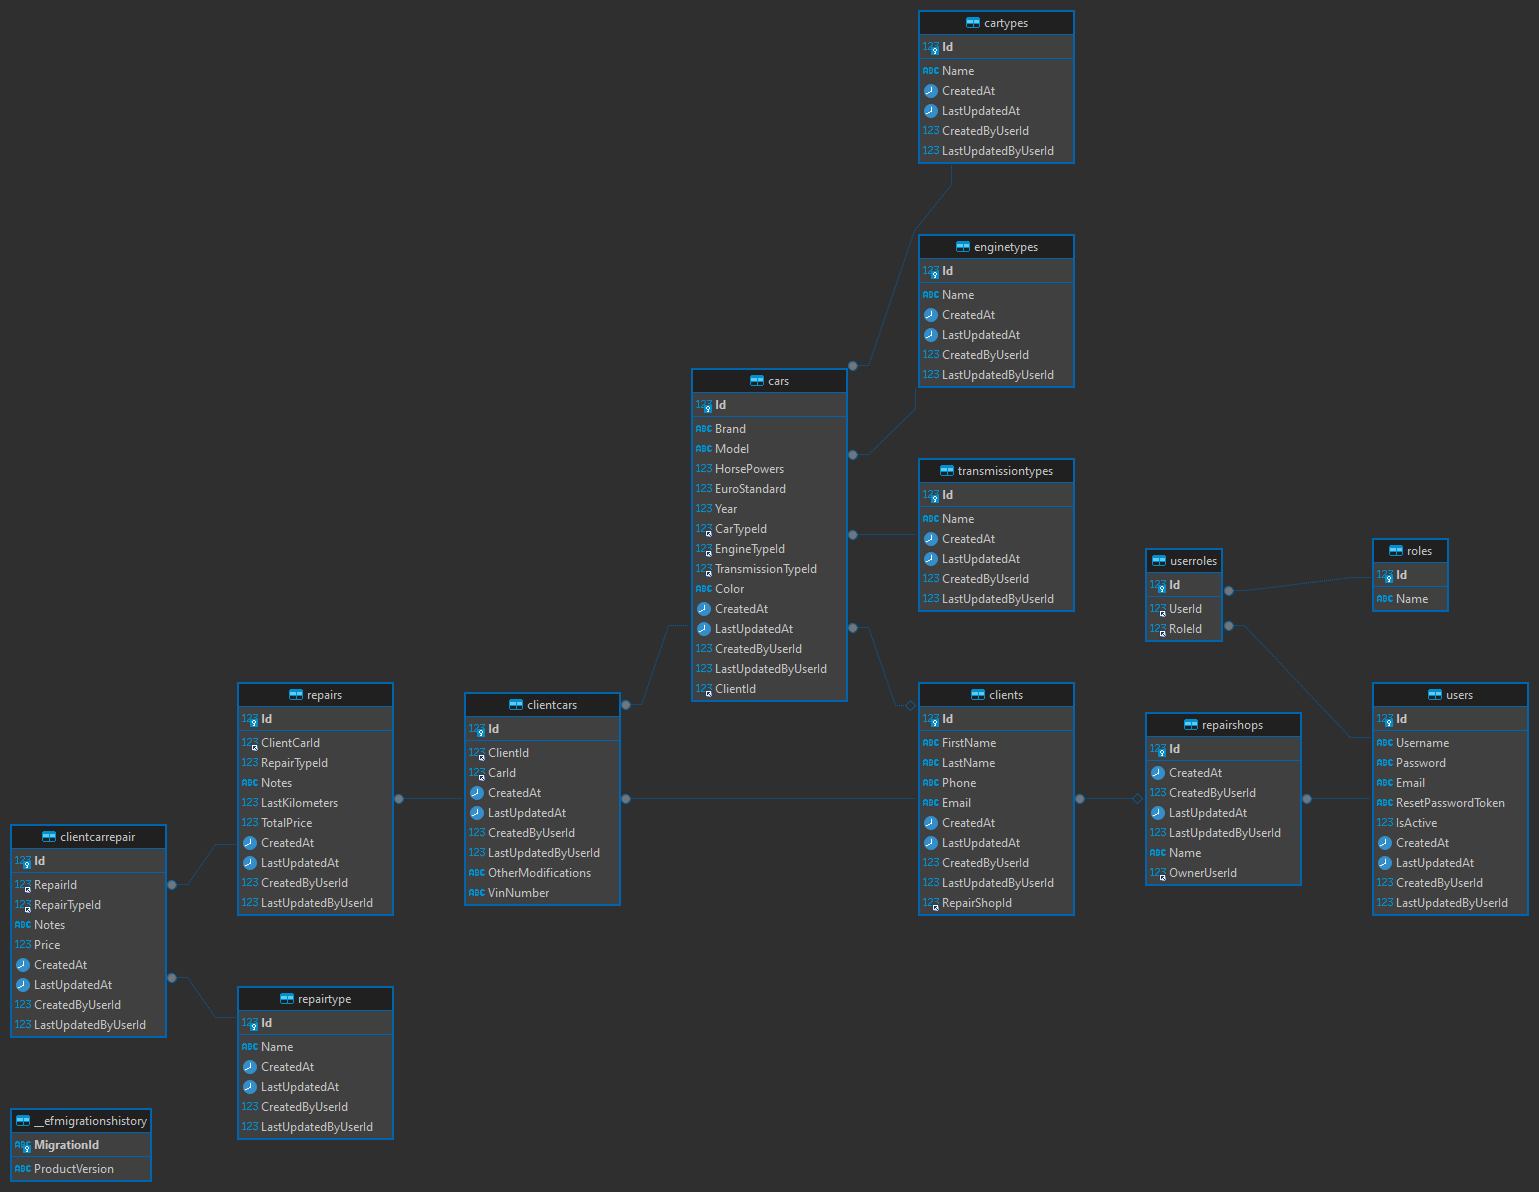 cartypes
123 Id
ABC Name
CreatedAt
LastUpdatedAt
123 CreatedByUserId
123 LastUpdatedByUserId
enginetypes
123 Id
ABC Name
CreatedAt
LastUpdatedAt
123 CreatedByUserId
123 LastUpdatedByUserId
cars
123 Id
ABC Brand
ABC Model
123 HorsePowers
123 EuroStandard
123 Year
123 CarTypeId
123 EngineTypeId
123 TransmissionTypeId
ABC Color
CreatedAt
LastUpdatedAt
123 CreatedByUserId
123 LastUpdatedByUserId
123 ClientId
transmissiontypes
123 Id
ABC Name
CreatedAt
LastUpdatedAt
123 CreatedByUserId
123 LastUpdatedByUserId
userroles
123 Id
123 UserId
123 RoleId
roles
123 Id
ABC Name
repairs
123 Id
123 ClientCarId
123 RepairTypeId
ABC Notes
123 LastKilometers
123 TotalPrice
CreatedAt
LastUpdatedAt
123 CreatedByUserId
123 LastUpdatedByUserId
clientcars
123 Id
123 ClientId
123 CarId
CreatedAt
LastUpdatedAt
123 CreatedByUserId
123 LastUpdatedByUserId
ABC OtherModifications
ABC VinNumber
clients
123 Id
ABC FirstName
ABC LastName
ABC Phone
ABC Email
CreatedAt
LastUpdatedAt
123 CreatedByUserId
123 LastUpdatedByUserId
123 RepairShopId
repairshops
123 Id
CreatedAt
123 CreatedByUserId
LastUpdatedAt
123 LastUpdatedByUserId
ABC Name
123 OwnerUserId
users
123 Id
ABC Username
ABC Password
ABC Email
ABC ResetPasswordToken
123 IsActive
CreatedAt
LastUpdatedAt
123 CreatedByUserId
123 LastUpdatedByUserId
clientcarrepair
123 Id
123 RepairId
123 RepairTypeId
ABC Notes
123 Price
CreatedAt
LastUpdatedAt
123 CreatedByUserId
123 LastUpdatedByUserId
repairtype
123 Id
ABC Name
CreatedAt
LastUpdatedAt
123 CreatedByUserId
123 LastUpdatedByUserId
__efmigrationshistory
ABC MigrationId
ABC ProductVersion